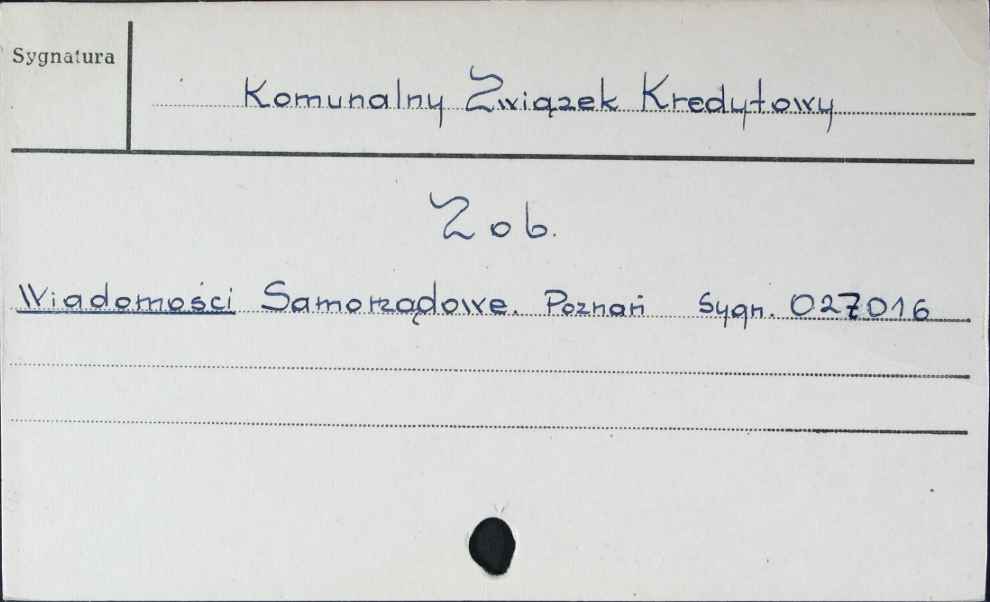 Sygnatura
Komunalny Związek Kredytowy
Zob.
Wiadomości Samorządowe. Poznań Sygn. 027016